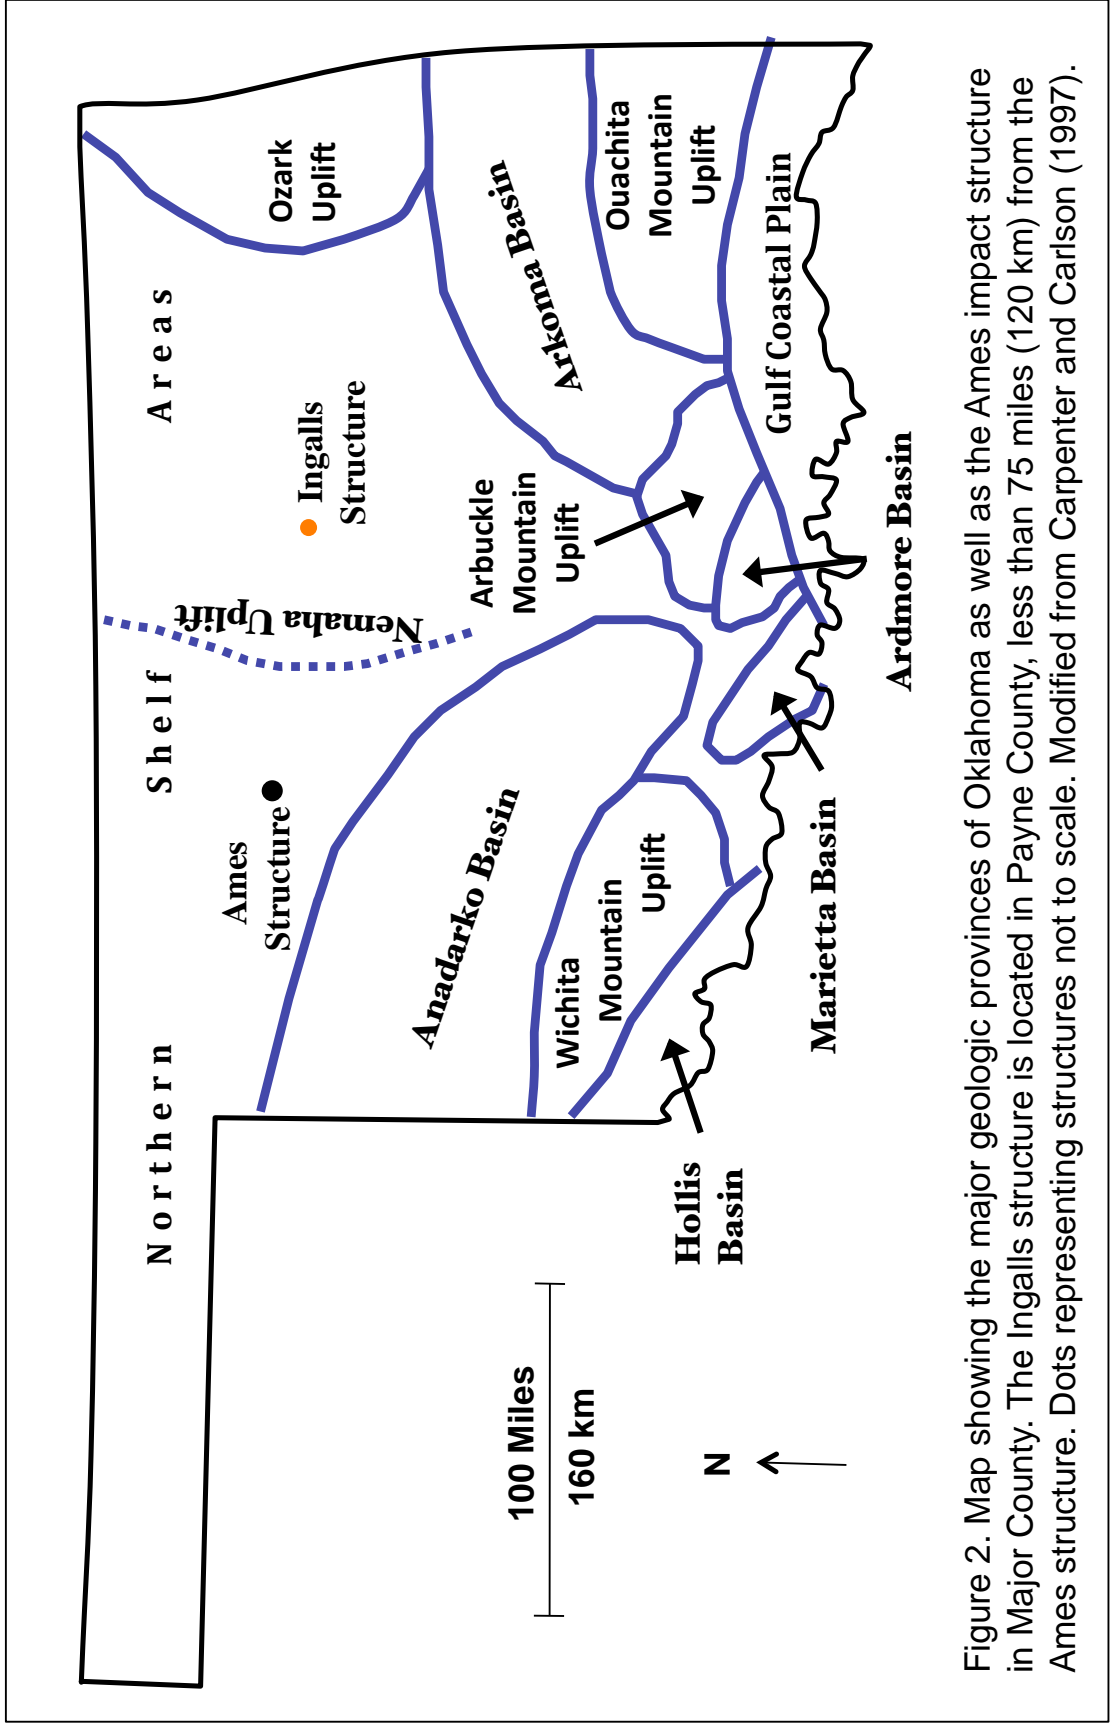 Northern Shelf Areas
Ozark
Uplift
Nemaha Uplift
Ames
Structure
Ingalls
Structure
Anadarko Basin
Arkoma Basin
Arbuckle
Mountain
Uplift
Ouachita
Mountain
Uplift
Wichita
Mountain
Uplift
Gulf Coastal Plain
Hollis
Basin
Marietta Basin
Ardmore Basin
100 Miles
160 km
N
Figure 2. Map showing the major geologic provinces of Oklahoma as well as the Ames impact structure
in Major County. The Ingalls structure is located in Payne County, less than 75 miles (120 km) from the
Ames structure. Dots representing structures not to scale. Modified from Carpenter and Carlson (1997).